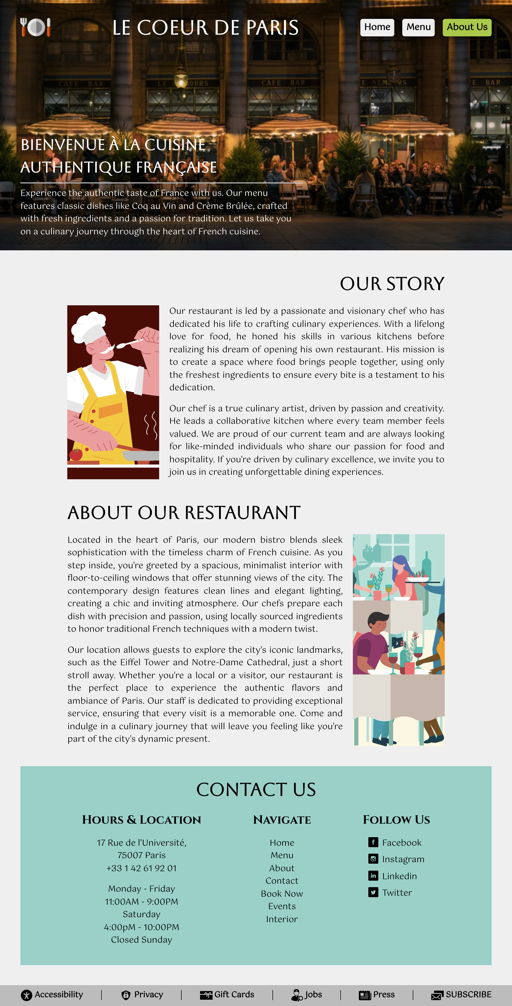 LE COEUR DE PARIS
Home
Menu
About Us
BIENVENUE À LA CUISINE
AUTHENTIQUE FRANÇAISE
Experience the authentic taste of France with us. Our menu
features classic dishes like Coq au Vin and Crème Brûlée, crafted
with fresh ingredients and a passion for tradition. Let us take you
on a culinary journey through the heart of French cuisine.
OUR STORY
Our restaurant is led by a passionate and visionary chef who has
dedicated his life to crafting culinary experiences. With a lifelong
love for food, he honed his skills in various kitchens before
realizing his dream of opening his own restaurant. His mission is
to create a space where food brings people together, using only
the freshest ingredients to ensure every bite is a testament to his
dedication.
Our chef is a true culinary artist, driven by passion and creativity.
He leads a collaborative kitchen where every team member feels
valued. We are proud of our current team and are always looking
for like-minded individuals who share our passion for food and
hospitality. If you're driven by culinary excellence, we invite you to
join us in creating unforgettable dining experiences.
ABOUT OUR RESTAURANT
Located in the heart of Paris, our modern bistro blends sleek
sophistication with the timeless charm of French cuisine. As you
step inside, you're greeted by a spacious, minimalist interior with
floor-to-ceiling windows that offer stunning views of the city. The
contemporary design features clean lines and elegant lighting,
creating a chic and inviting atmosphere. Our chefs prepare each
dish with precision and passion, using locally sourced ingredients
to honor traditional French techniques with a modern twist.
Our location allows guests to explore the city's iconic landmarks,
such as the Eiffel Tower and Notre-Dame Cathedral, just a short
stroll away. Whether you're a local or a visitor, our restaurant is
the perfect place to experience the authentic flavors and
ambiance of Paris. Our staff is dedicated to providing exceptional
service, ensuring that every visit is a memorable one. Come and
indulge in a culinary journey that will leave you feeling like you're
part of the city's dynamic present.
CONTACT US
Hours & Location
17 Rue de l'Université,
75007 Paris
+33 1 42 61 92 01
Monday - Friday
11:00AM - 9:00PM
Saturday
4:00pM - 10:00PM
Closed Sunday
Navigate
Home
Menu
About
Contact
Book Now
Events
Interior
Follow Us
Facebook
Instagram
Linkedin
Twitter
Accessibility
Privacy
Gift Cards
Jobs
Press
SUBSCRIBE